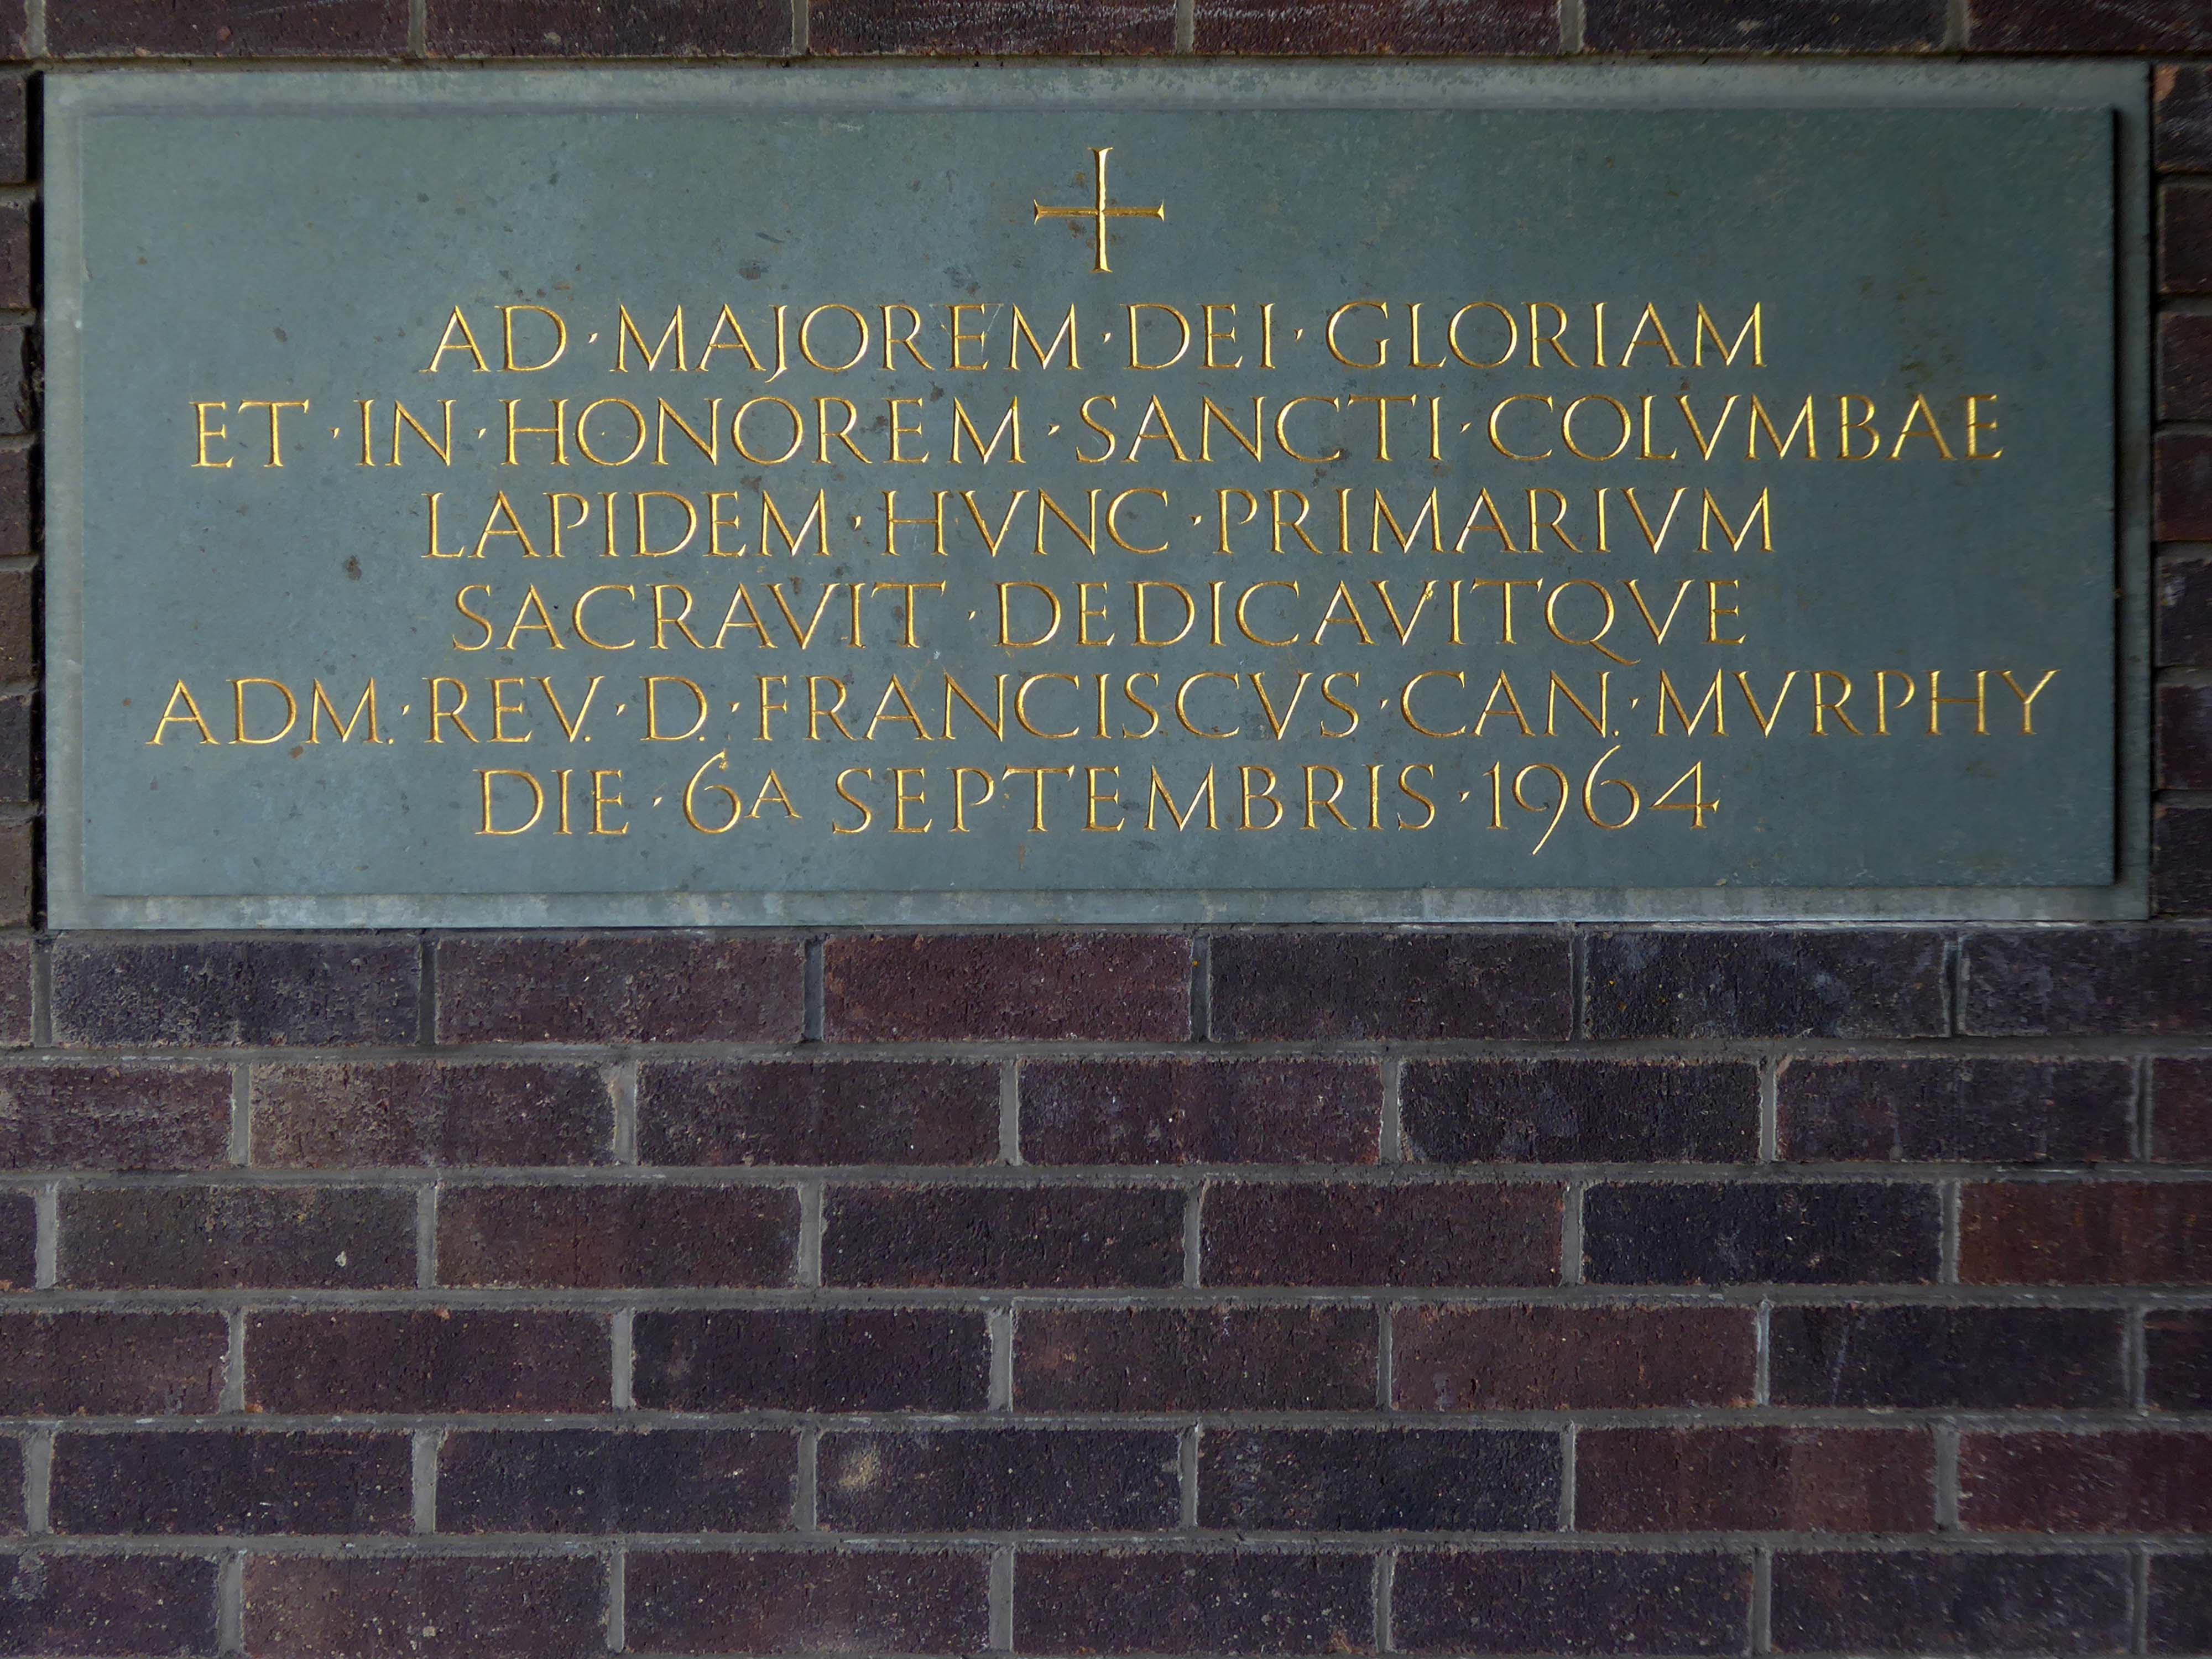 AD · MAJOREM · DEI · GLORIAM
ET · IN · HONOREM · SANCTI · COLVMBAE
LAPIDEM · HVNC · PRIMARIVM
SACRAVIT · DEDICAVITQVE
ADM. · REV. · D. · FRANCISCVS · CAN. · MVRPHY
DIE · 6A SEPTEMBRIS · 1964